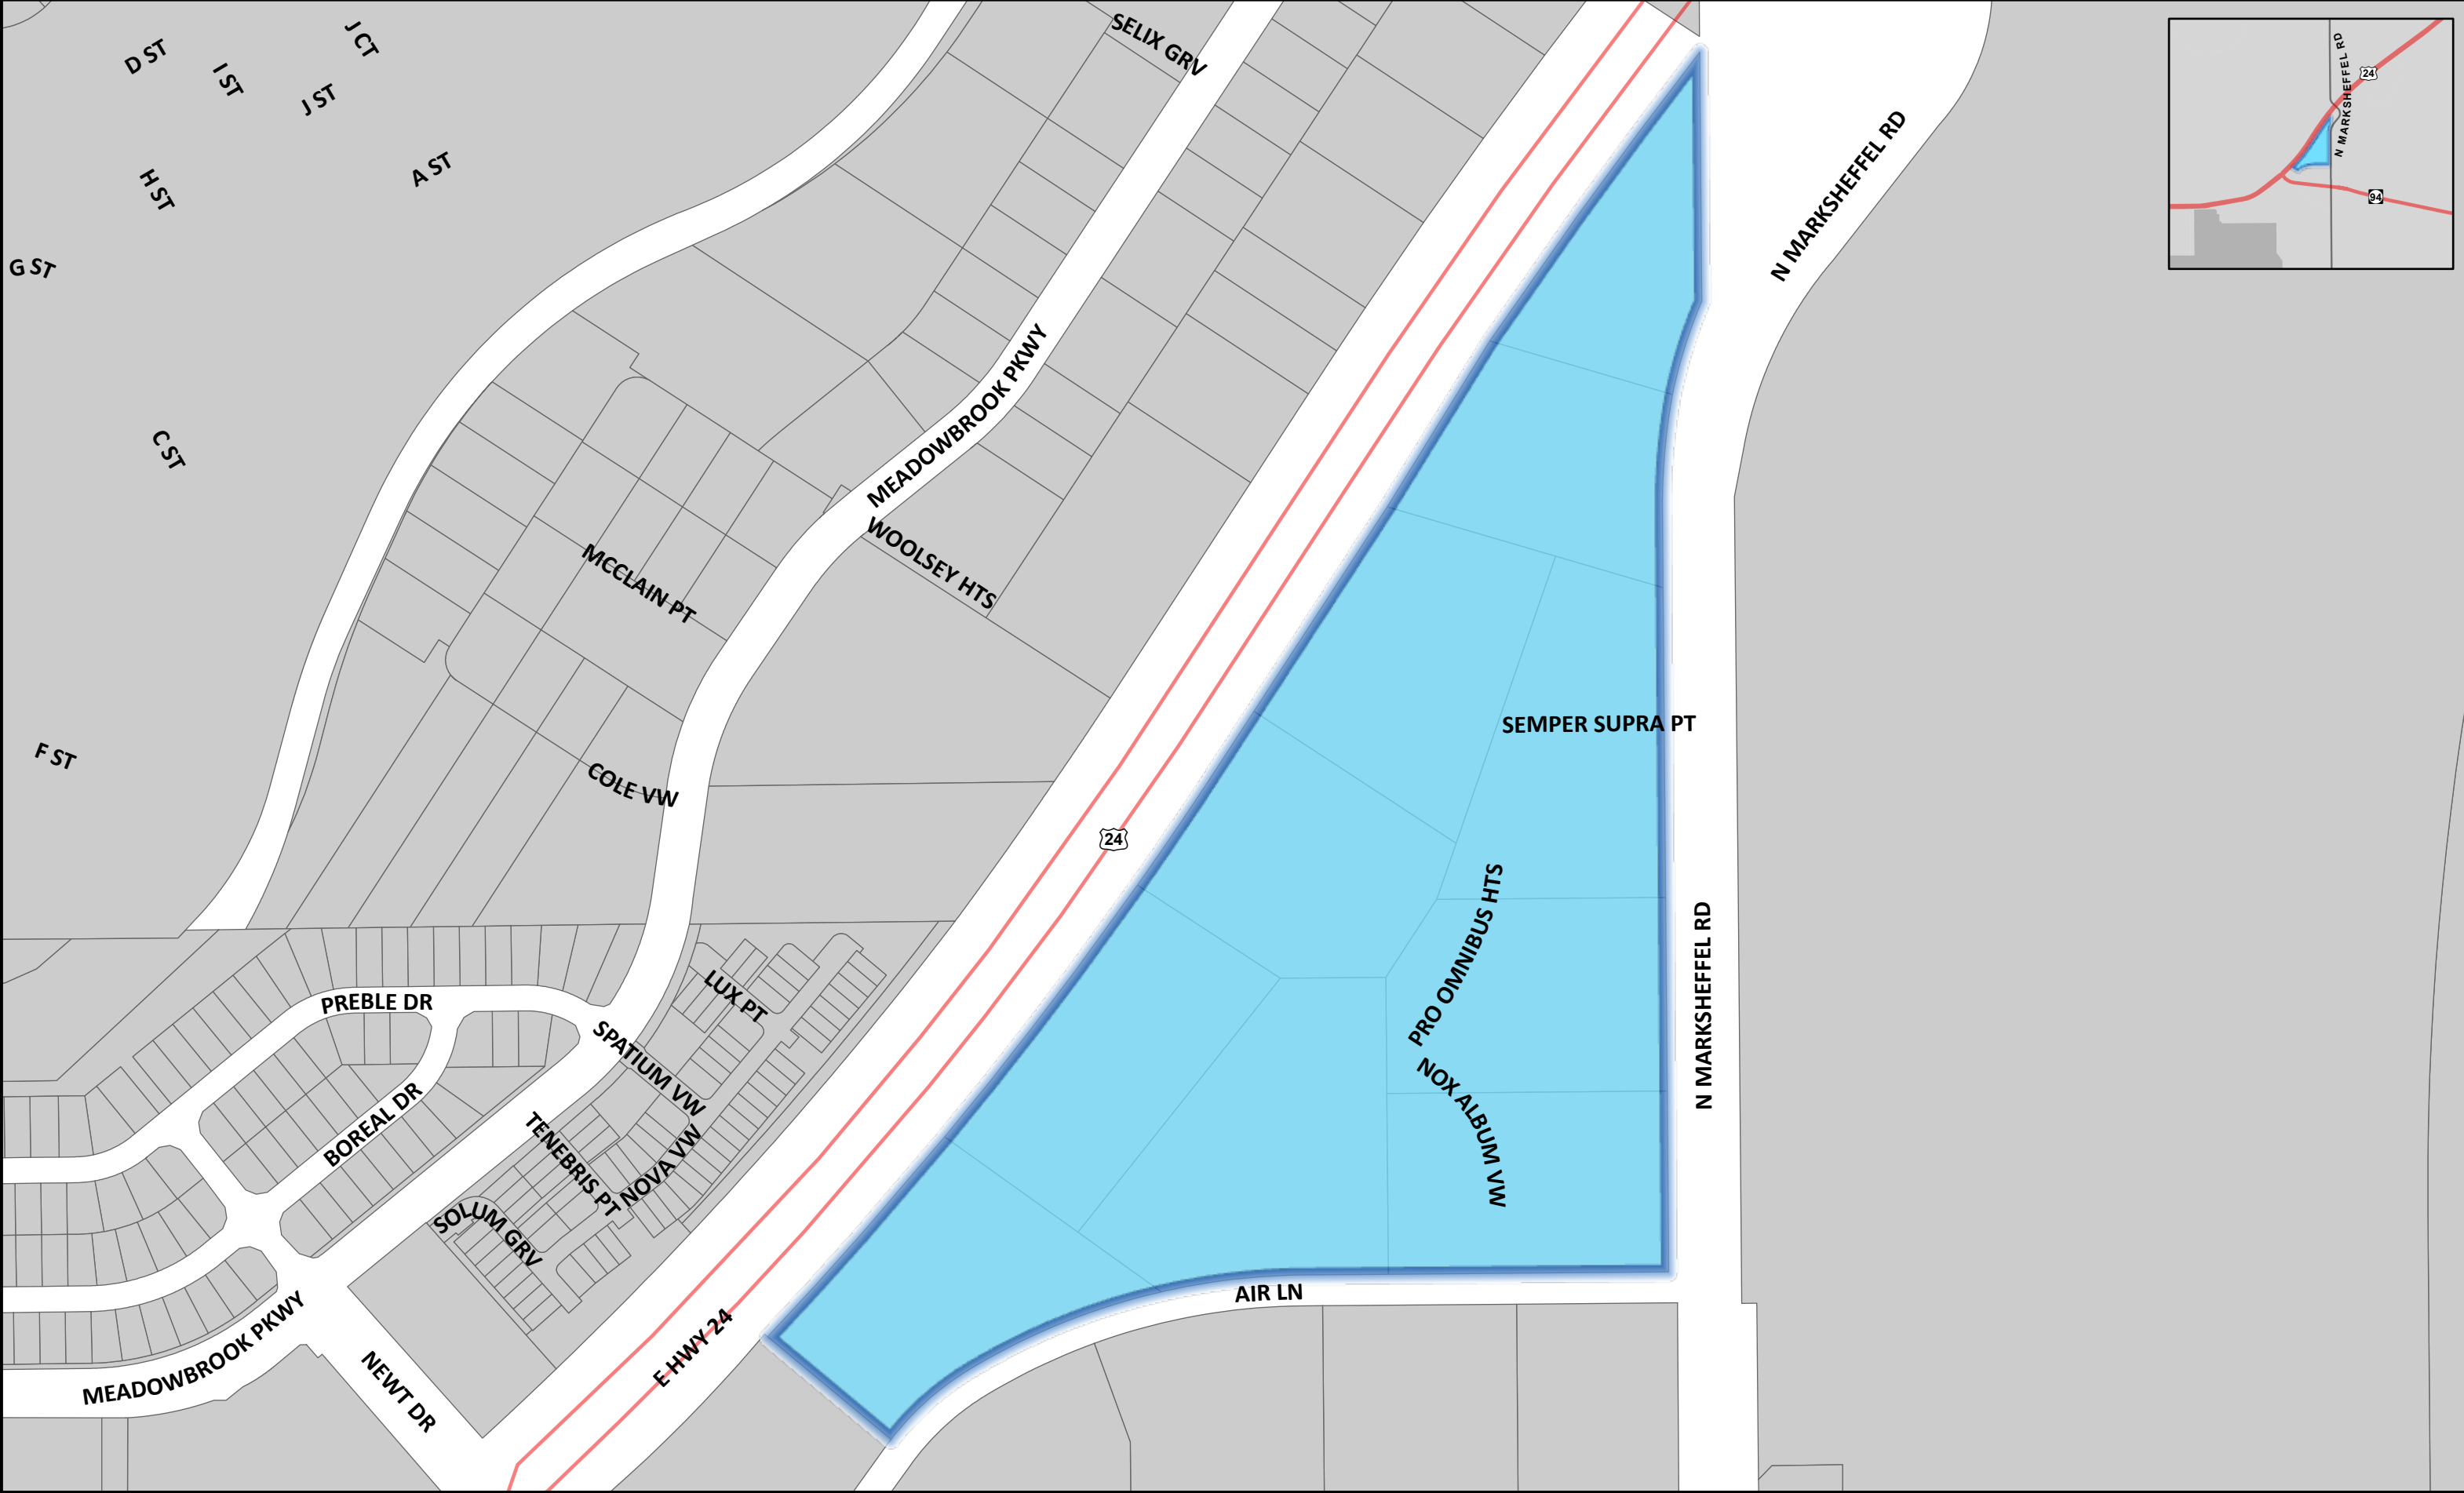 D ST
I ST
J CT
J ST
A ST
H ST
G ST
C ST
F ST
SELIX GRV
N MARKSHEFFEL RD
24
N MARKSHEFFEL RD
94
MEADOWBROOK PKWY
WOOLSEY HTS
MCCLAIN PT
COLE VW
SEMPER SUPRA PT
24
PRO OMNIBUS HTS
NOX ALBUM VW
N MARKSHEFFEL RD
PREBLE DR
LUX PT
SPATIUM VW
BOREAL DR
TENEBRIS PT
NOVA VW
SOLUM GRV
AIR LN
E HWY 24
MEADOWBROOK PKWY
NEWT DR